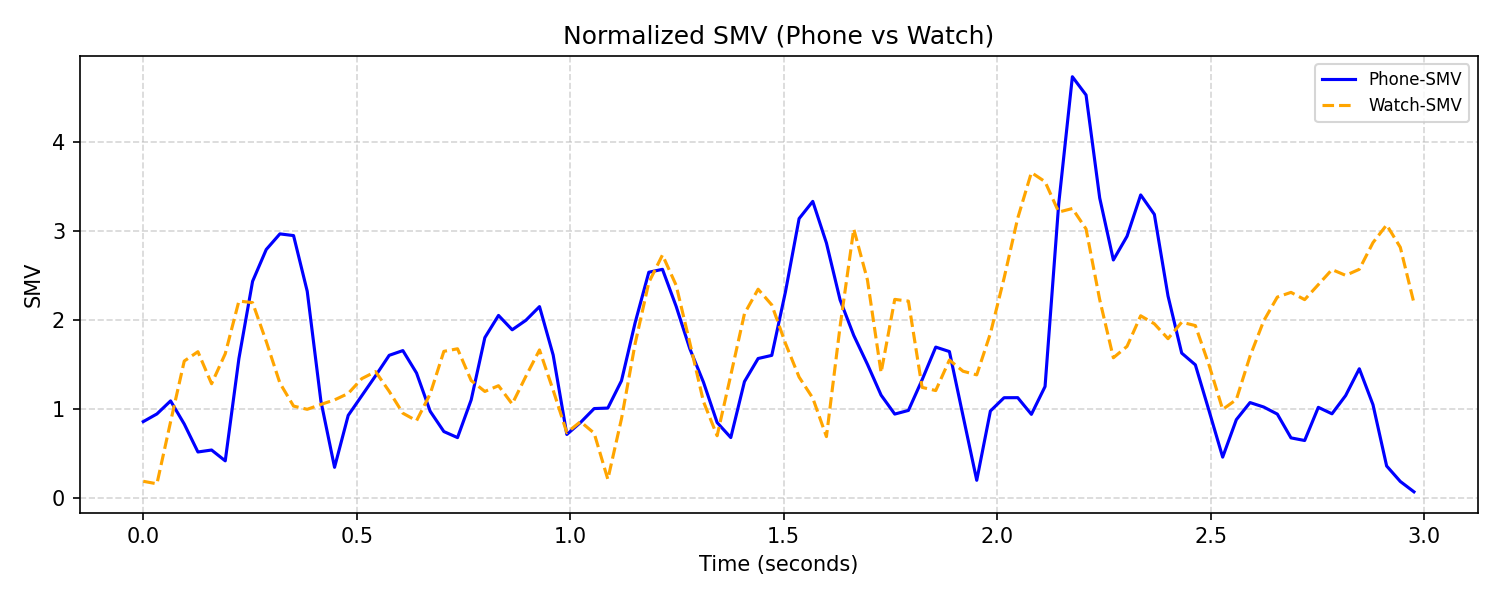 Normalized SMV (Phone vs Watch)
Phone-SMV
Watch-SMV
SMV
4
3
2
1
0
0.0 0.5 1.0 1.5 2.0 2.5 3.0
Time (seconds)